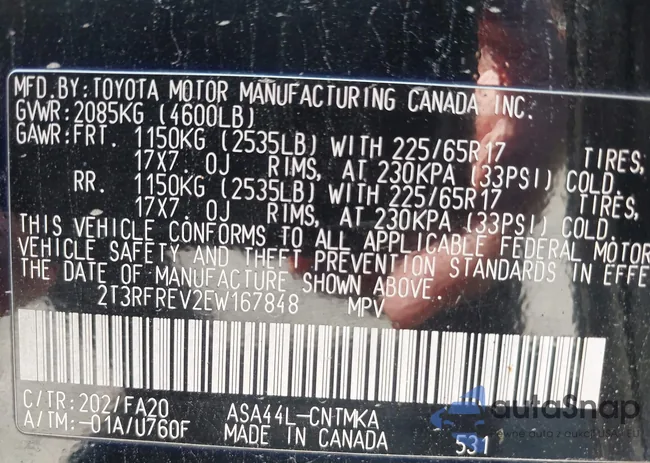 MFD.BY:TOYOTA MOTOR MANUFACTURING CANADA INC.
GVWR:2085KG (4600LB)
GAWR:FRT. 1150KG (2535LB) WITH 225/65R17 TIRES,
17X7.0J RIMS, AT 230KPA (33PSI) COLD.
RR. 1150KG (2535LB) WITH 225/65R17 TIRES,
17X7.0J RIMS, AT 230KPA (33PSI) COLD.
THIS VEHICLE CONFORMS TO ALL APPLICABLE FEDERAL MOTOR
VEHICLE SAFETY AND THEFT PREVENTION STANDARDS IN EFFE
THE DATE OF MANUFACTURE SHOWN ABOVE.
2T3RFREV2EW167848 MPV
C/TR:202/FA20 ASA44L-CNTMKA
A/TM:-01A/U760F MADE IN CANADA 531
autoSnap